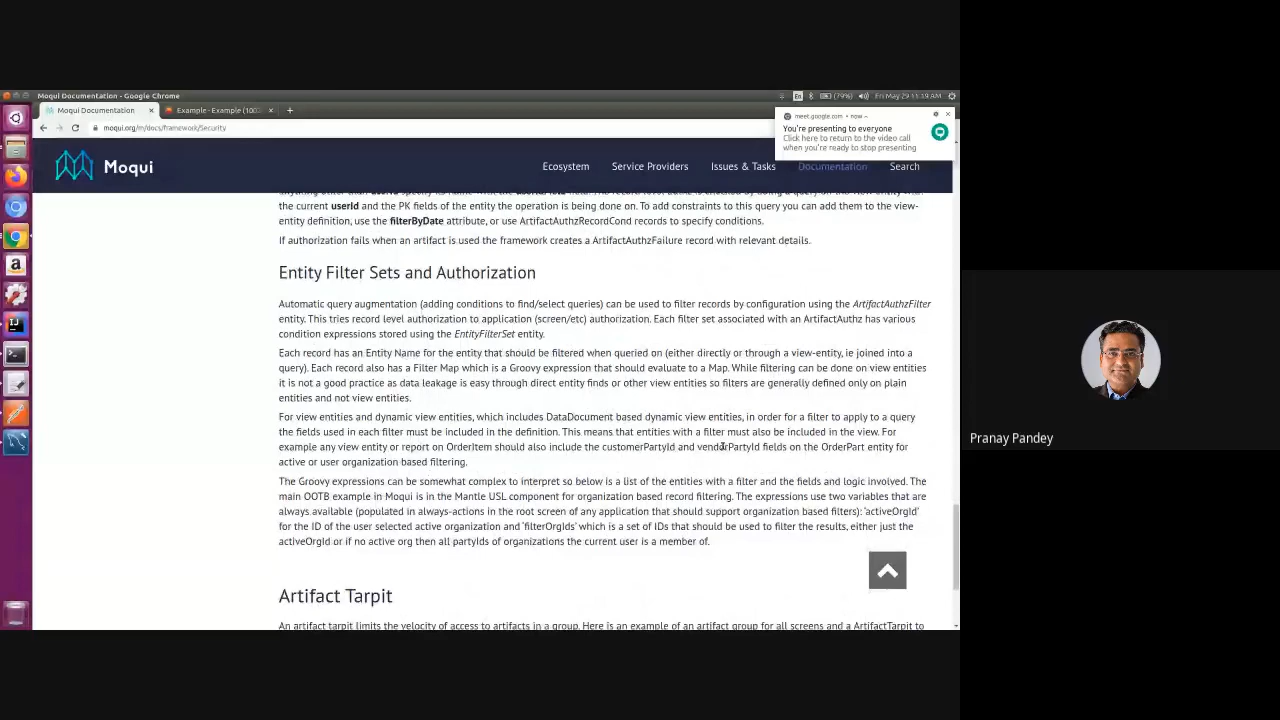 Moqui Documentation - Google Chrome
En
(79%)
Fri May 29 11:19 AM
Moqui Documentation
Example - Example (100
moqui.org/m/docs/framework/Security
meet.google.com • now
You're presenting to everyone
Click here to return to the video call
when you're ready to stop presenting
Moqui
Ecosystem
Service Providers
Issues & Tasks
Documentation
Search
the current userId and the PK fields of the entity the operation is being done on. To add constraints to this query you can add them to the view-
entity definition, use the filterByDate attribute, or use ArtifactAuthzRecordCond records to specify conditions.
If authorization fails when an artifact is used the framework creates a ArtifactAuthzFailure record with relevant details.
Entity Filter Sets and Authorization
Automatic query augmentation (adding conditions to find/select queries) can be used to filter records by configuration using the ArtifactAuthzFilter
entity. This tries record level authorization to application (screen/etc) authorization. Each filter set associated with an ArtifactAuthz has various
condition expressions stored using the EntityFilterSet entity.
Each record has an Entity Name for the entity that should be filtered when queried on (either directly or through a view-entity, ie joined into a
query). Each record also has a Filter Map which is a Groovy expression that should evaluate to a Map. While filtering can be done on view entities
it is not a good practice as data leakage is easy through direct entity finds or other view entities so filters are generally defined only on plain
entities and not view entities.
For view entities and dynamic view entities, which includes DataDocument based dynamic view entities, in order for a filter to apply to a query
the fields used in each filter must be included in the definition. This means that entities with a filter must also be included in the view. For
example any view entity or report on OrderItem should also include the customerPartyId and vendorPartyId fields on the OrderPart entity for
active or user organization based filtering.
The Groovy expressions can be somewhat complex to interpret so below is a list of the entities with a filter and the fields and logic involved. The
main OOTB example in Moqui is in the Mantle USL component for organization based record filtering. The expressions use two variables that are
always available (populated in always-actions in the root screen of any application that should support organization based filters): 'activeOrgId'
for the ID of the user selected active organization and 'filterOrgIds' which is a set of IDs that should be used to filter the results, either just the
activeOrgId or if no active org then all partyIds of organizations the current user is a member of.
Artifact Tarpit
An artifact tarpit limits the velocity of access to artifacts in a group. Here is an example of an artifact group for all screens and a ArtifactTarpit to
Pranay Pandey